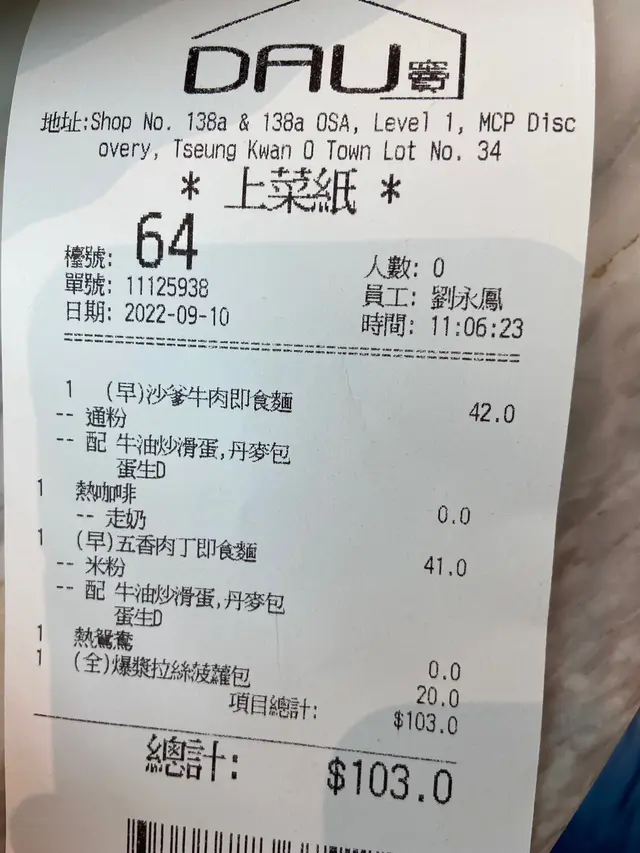 DAU竇
地址:Shop No. 138a & 138a OSA, Level 1, MCP Disc
overy, Tseung Kwan O Town Lot No. 34
* 上菜紙 *
檯號: 64 人數: 0
單號: 11125938 員工: 劉永鳳
日期: 2022-09-10 時間: 11:06:23
1 (早)沙爹牛肉即食麵 42.0
-- 通粉
-- 配 牛油炒滑蛋,丹麥包
蛋生D
1 熱咖啡 0.0
-- 走奶
1 (早)五香肉丁即食麵 41.0
-- 米粉
-- 配 牛油炒滑蛋,丹麥包
蛋生D
1 熱鴛鴦 0.0
1 (全)爆漿拉絲菠蘿包 20.0
項目總計: $103.0
總計: $103.0